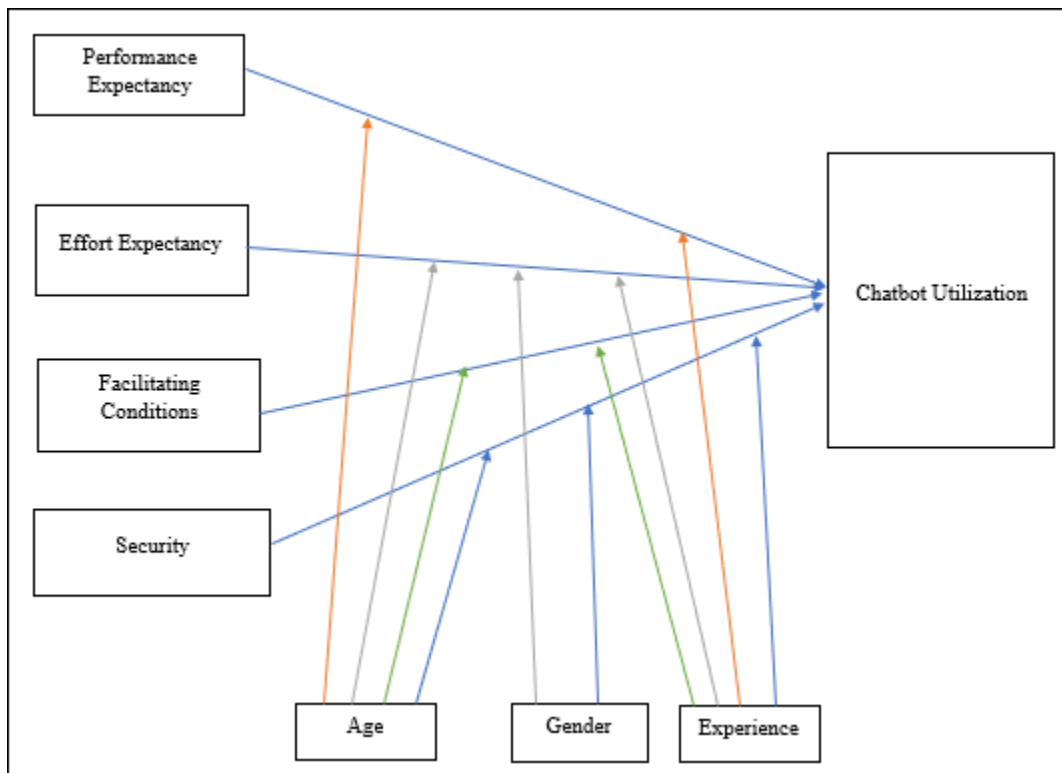 Performance
Expectancy
Effort Expectancy
Chatbot Utilization
Facilitating
Conditions
Security
Age
Gender
Experience